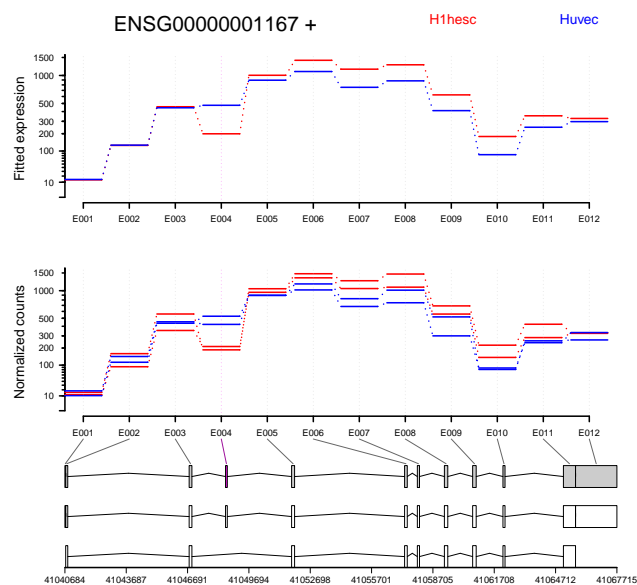 ENSG00000001167 + H1hesc Huvec
Fitted expression
1500
1000
500
300
200
100
10
E001 E002 E003 E004 E005 E006 E007 E008 E009 E010 E011 E012
Normalized counts
1500
1000
500
300
200
100
10
E001 E002 E003 E004 E005 E006 E007 E008 E009 E010 E011 E012
41040684 41043687 41046691 41049694 41052698 41055701 41058705 41061708 41064712 41067715